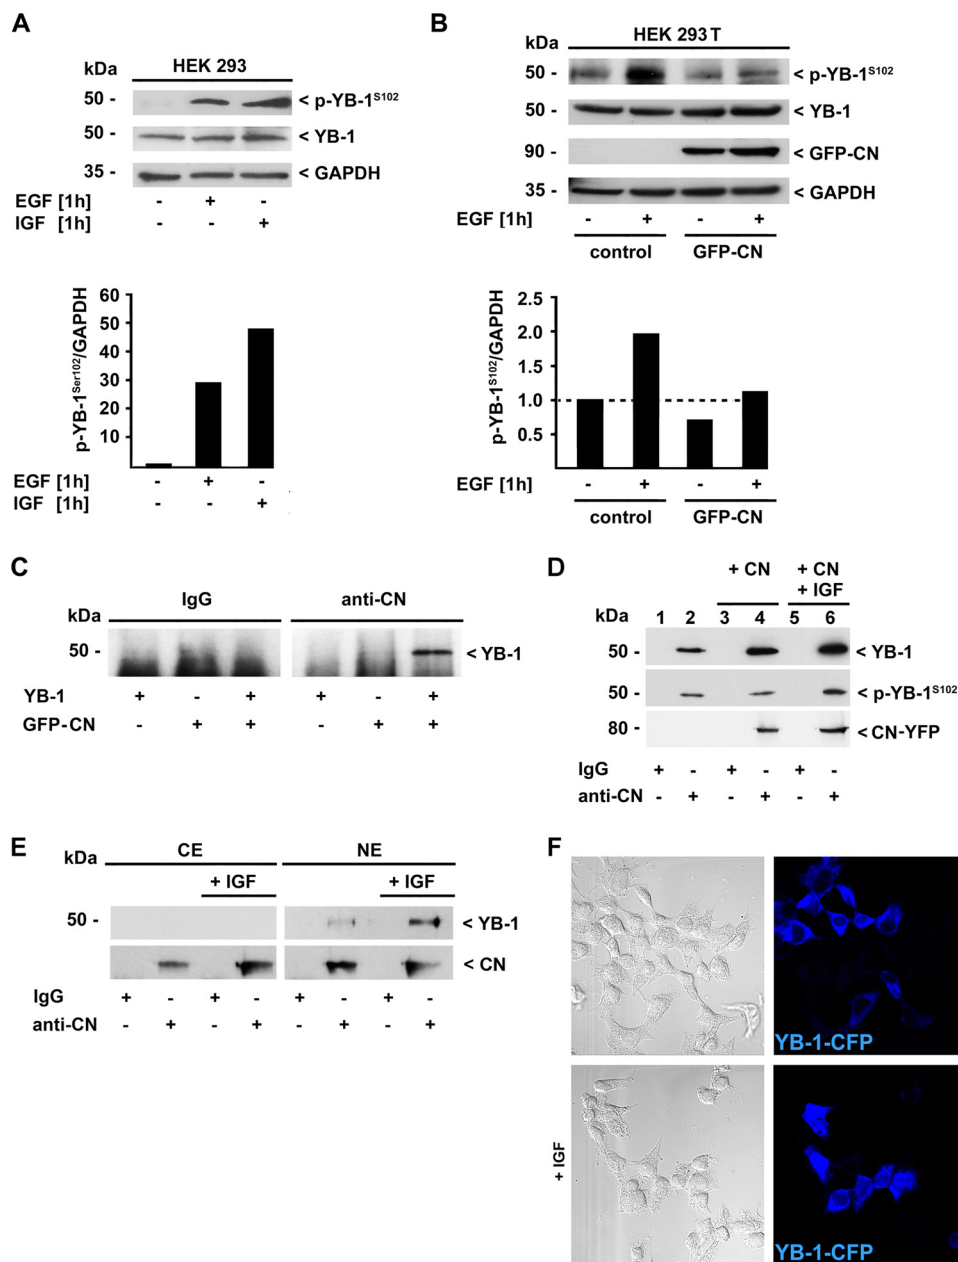 A
HEK 293
kDa
50 -
< p-YB-1S102
50 -
< YB-1
35 -
< GAPDH
EGF [1h] - + -
IGF [1h] - - +
p-YB-1Ser102/GAPDH
60
50
40
30
20
10
EGF [1h] - + -
IGF [1h] - - +
B
HEK 293 T
kDa
50 -
< p-YB-1S102
50 -
< YB-1
90 -
< GFP-CN
35 -
< GAPDH
EGF [1h] - + - +
control GFP-CN
p-YB-1S102/GAPDH
2.5
2.0
1.5
1.0
0.5
EGF [1h] - + - +
control GFP-CN
C
IgG anti-CN
kDa
50 -
< YB-1
YB-1 + - + + - +
GFP-CN - + + - + +
D
+ CN
+ CN
+ IGF
kDa 1 2 3 4 5 6
50 -
< YB-1
50 -
< p-YB-1S102
80 -
< CN-YFP
IgG + - + - + -
anti-CN - + - + - +
E
CE NE
kDa
+ IGF + IGF
50 -
< YB-1
< CN
IgG + - + - + - + -
anti-CN - + - + - + - +
F
YB-1-CFP
+ IGF
YB-1-CFP